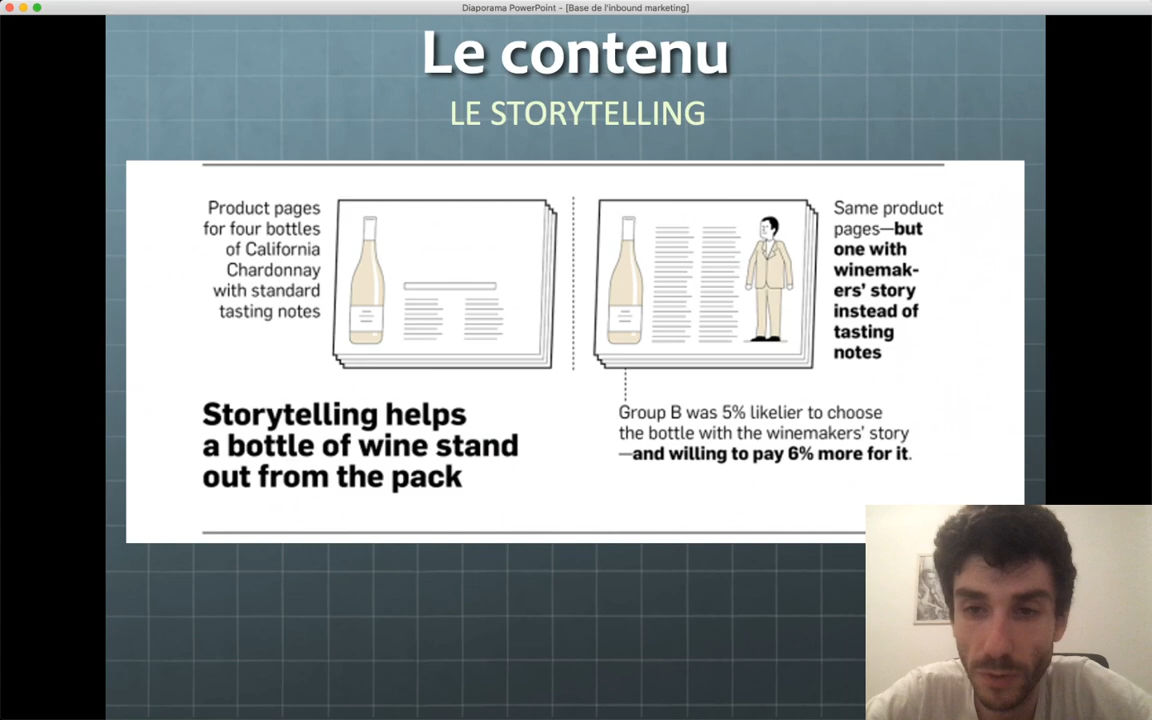 Diaporama PowerPoint - [Base de l'inbound marketing]
Le contenu
LE STORYTELLING
Product pages
for four bottles
of California
Chardonnay
with standard
tasting notes
Same product
pages—but
one with
winemak-
ers' story
instead of
tasting
notes
Storytelling helps
a bottle of wine stand
out from the pack
Group B was 5% likelier to choose
the bottle with the winemakers' story
—and willing to pay 6% more for it.